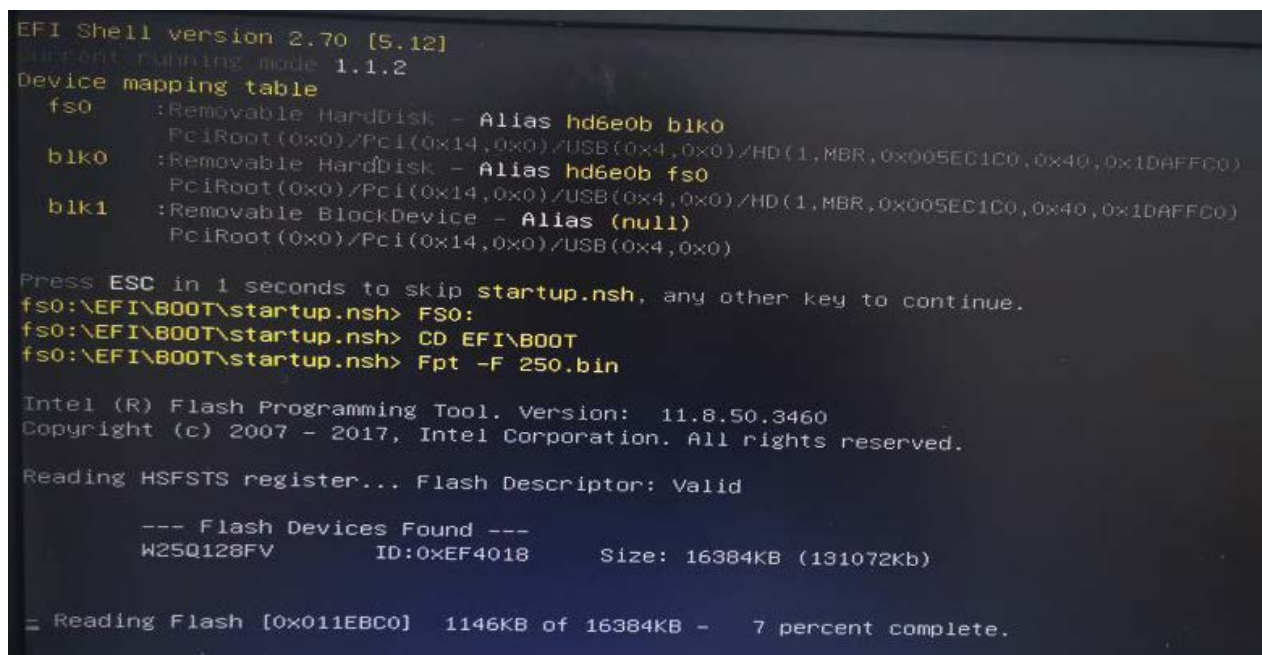 EFI Shell version 2.70 [5.12]
Current running mode 1.1.2
Device mapping table
fs0 :Removable HardDisk - Alias hd6e0b blk0
PciRoot(0x0)/Pci(0x14,0x0)/USB(0x4,0x0)/HD(1,MBR,0x005EC1C0,0x40,0x1DAFFC0)
blk0 :Removable HardDisk - Alias hd6e0b fs0
PciRoot(0x0)/Pci(0x14,0x0)/USB(0x4,0x0)/HD(1,MBR,0x005EC1C0,0x40,0x1DAFFC0)
blk1 :Removable BlockDevice - Alias (null)
PciRoot(0x0)/Pci(0x14,0x0)/USB(0x4,0x0)
Press ESC in 1 seconds to skip startup.nsh, any other key to continue.
fs0:\EFI\BOOT\startup.nsh> FS0:
fs0:\EFI\BOOT\startup.nsh> CD EFI\BOOT
fs0:\EFI\BOOT\startup.nsh> Fpt -F 250.bin
Intel (R) Flash Programming Tool. Version: 11.8.50.3460
Copyright (c) 2007 - 2017, Intel Corporation. All rights reserved.
Reading HSFSTS register... Flash Descriptor: Valid
--- Flash Devices Found ---
W25Q128FV ID:0xEF4018 Size: 16384KB (131072Kb)
- Reading Flash [0x011EBC0] 1146KB of 16384KB - 7 percent complete.